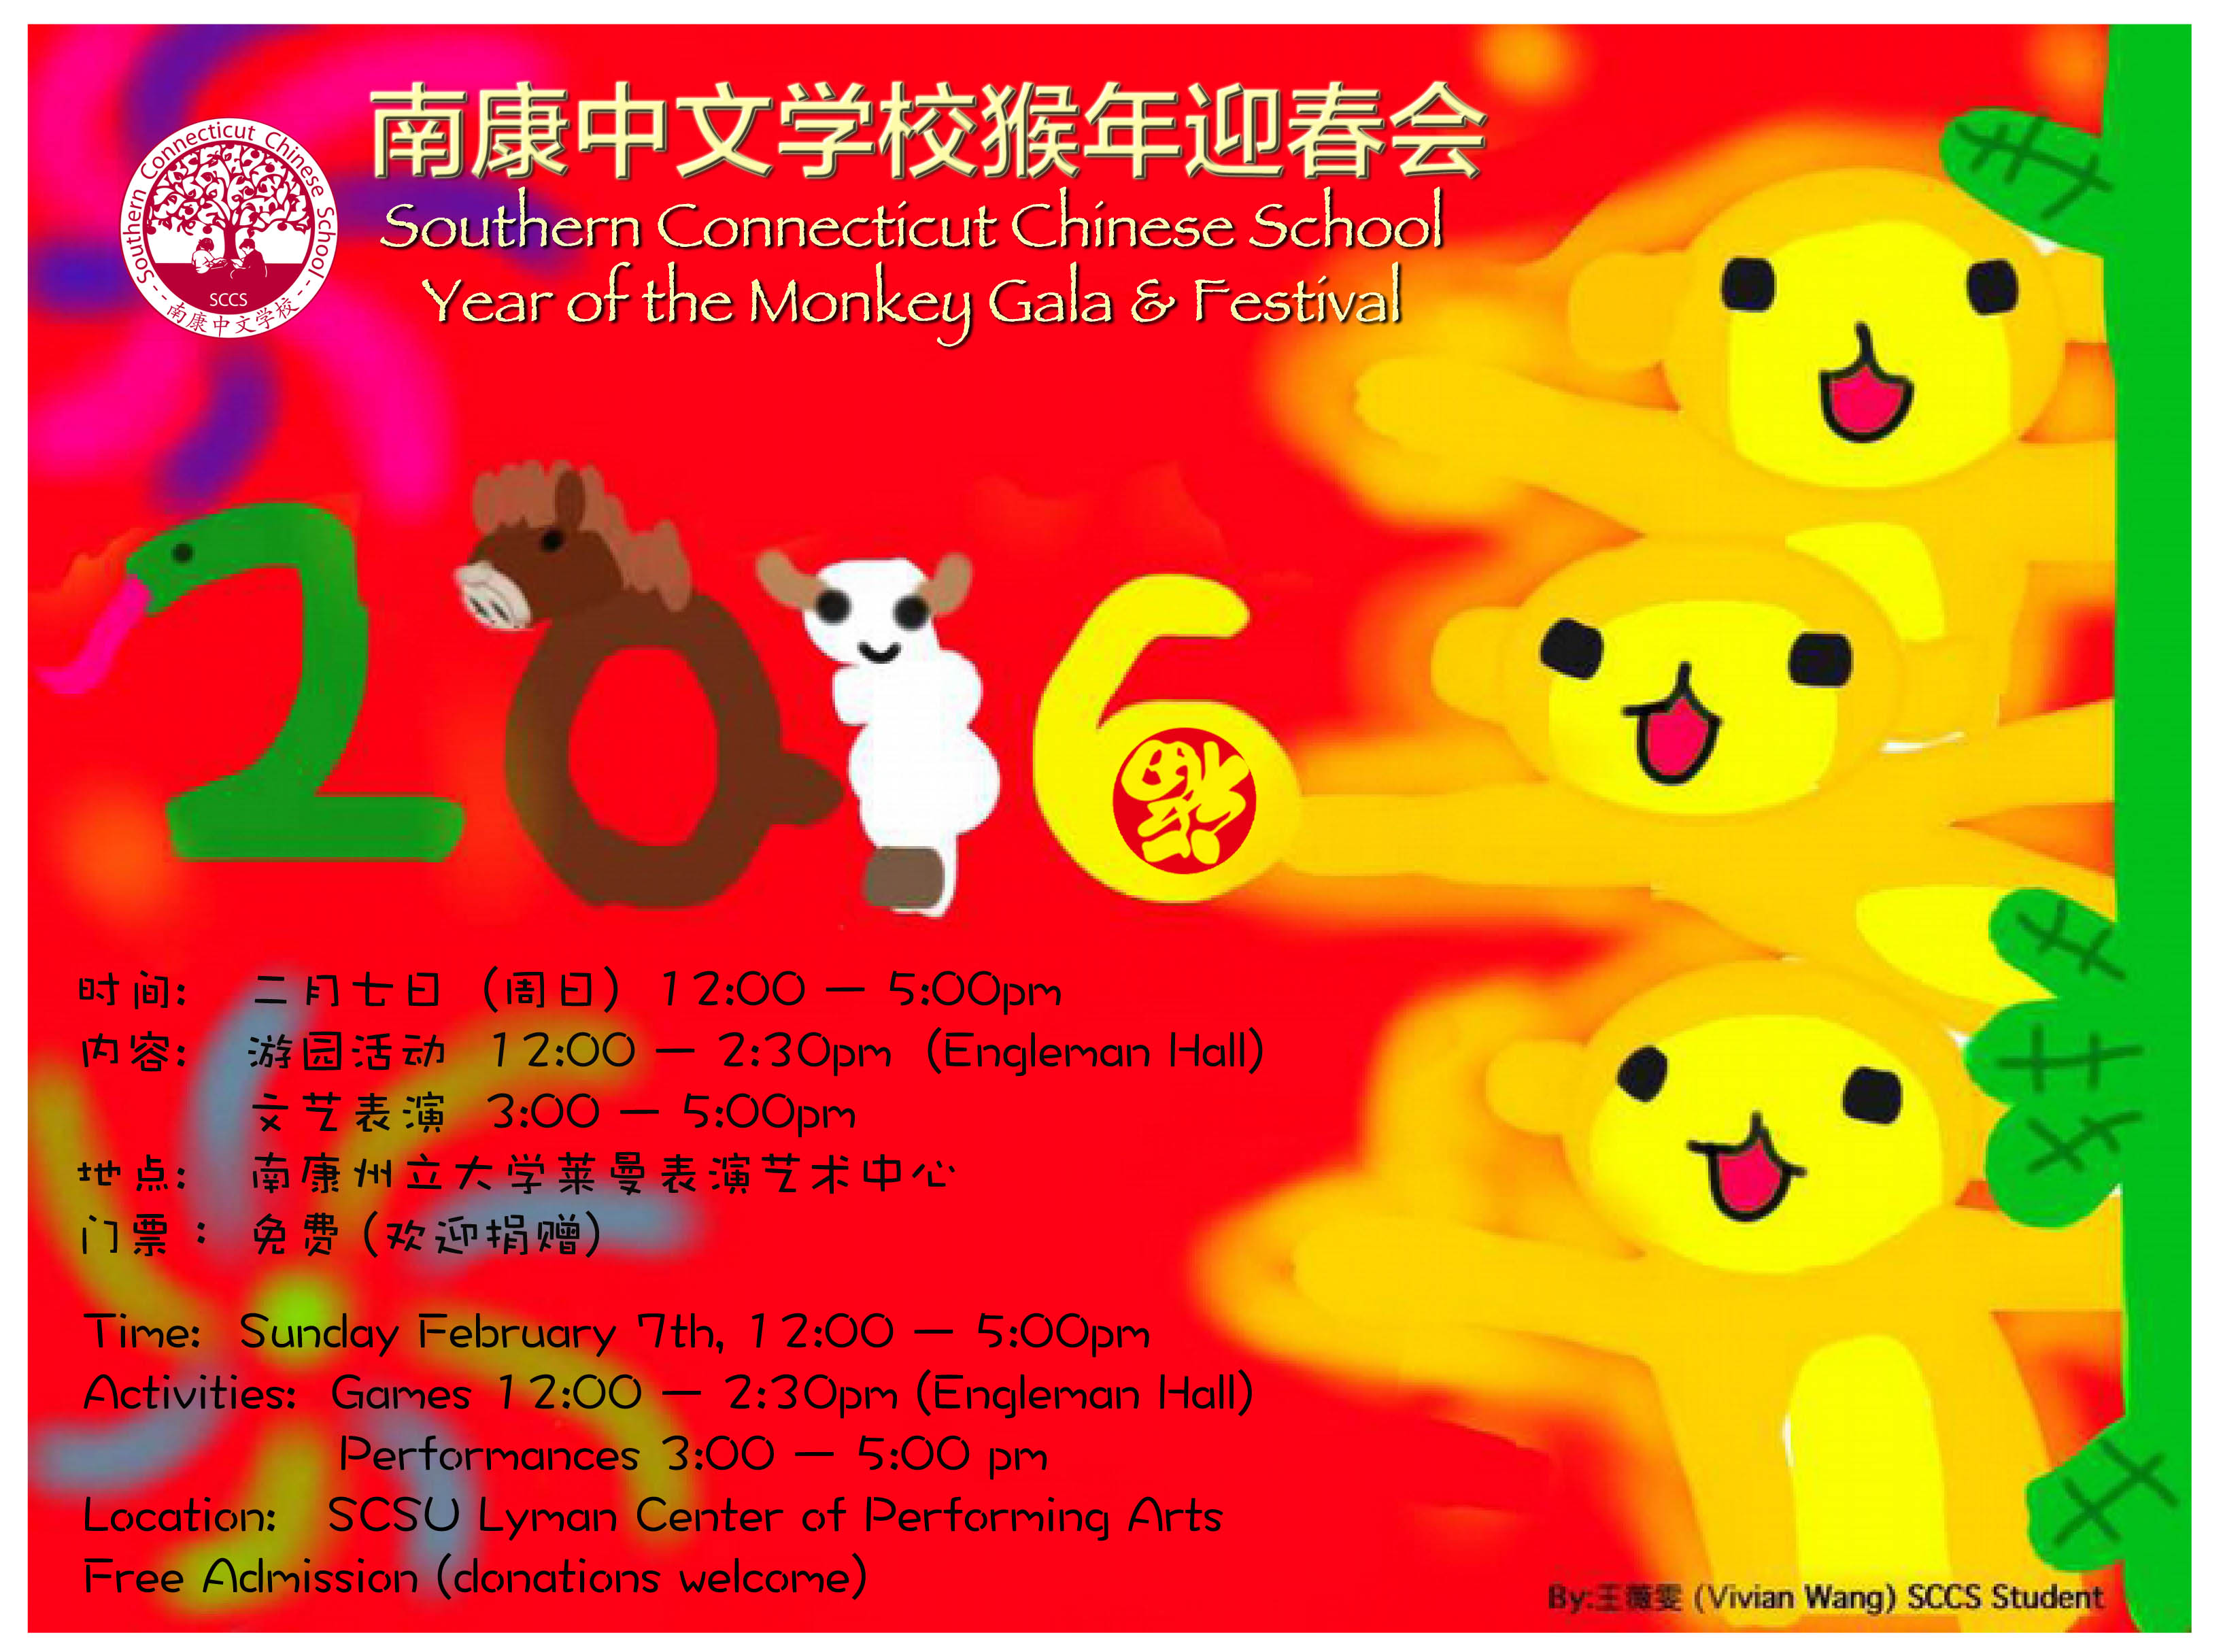 南康中文学校猴年迎春会
Southern Connecticut Chinese School
Year of the Monkey Gala & Festival
Southern Connecticut Chinese School
SCCS
南康中文学校
2016
福
时间: 二月七日 (周日) 12:00 — 5:00pm
内容: 游园活动 12:00 — 2:30pm (Engleman Hall)
文艺表演 3:00 — 5:00pm
地点: 南康州立大学莱曼表演艺术中心
门票 : 免费 (欢迎捐赠)
Time: Sunday February 7th, 12:00 — 5:00pm
Activities: Games 12:00 — 2:30pm (Engleman Hall)
Performances 3:00 — 5:00 pm
Location: SCSU Lyman Center of Performing Arts
Free Admission (donations welcome)
By:王薇雯 (Vivian Wang) SCCS Student